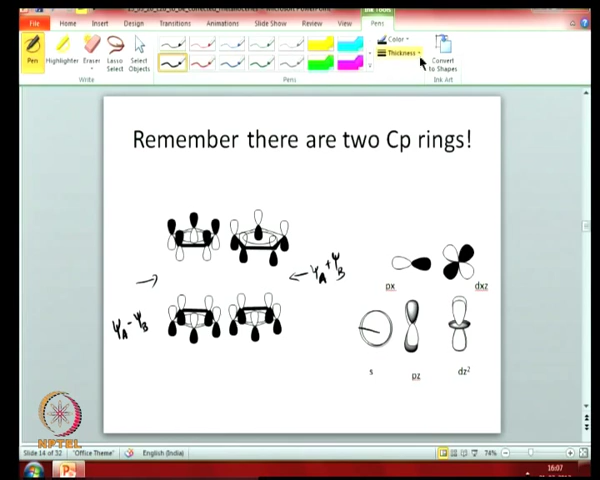 File Home Insert Design Transitions Animations Slide Show Review View Pens
Pen Highlighter Eraser Lasso Select Select Objects
Color
Thickness
Convert to Shapes
Write Pens Ink Art
Remember there are two Cp rings!
ψA + ψB
px dxz
ψA - ψB
s pz dz²
NPTEL
Slide 14 of 32 "Office Theme" English (India) 74%
16:07